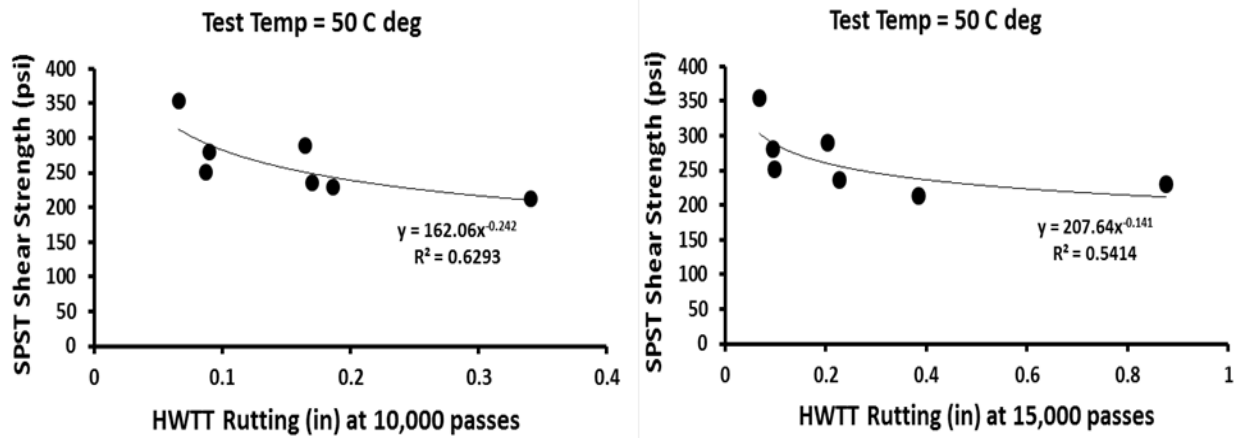 Test Temp = 50 C deg
SPST Shear Strength (psi)
400
350
300
250
200
150
100
50
0
y = 162.06x^-0.242
R² = 0.6293
0 0.1 0.2 0.3 0.4
HWTT Rutting (in) at 10,000 passes
Test Temp = 50 C deg
SPST Shear Strength (psi)
400
350
300
250
200
150
100
50
0
y = 207.64x^-0.141
R² = 0.5414
0 0.2 0.4 0.6 0.8 1
HWTT Rutting (in) at 15,000 passes